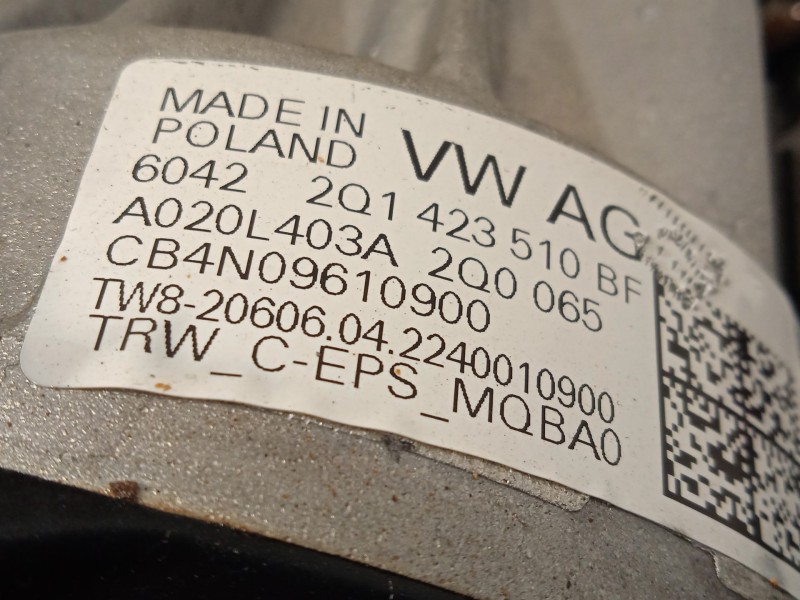 MADE IN
POLAND
VW AG
6042 2Q1 423 510 BF
A020L403A 2Q0 065
CB4N09610900
TW8-20606.04.2240010900
TRW_C-EPS_MQBA0